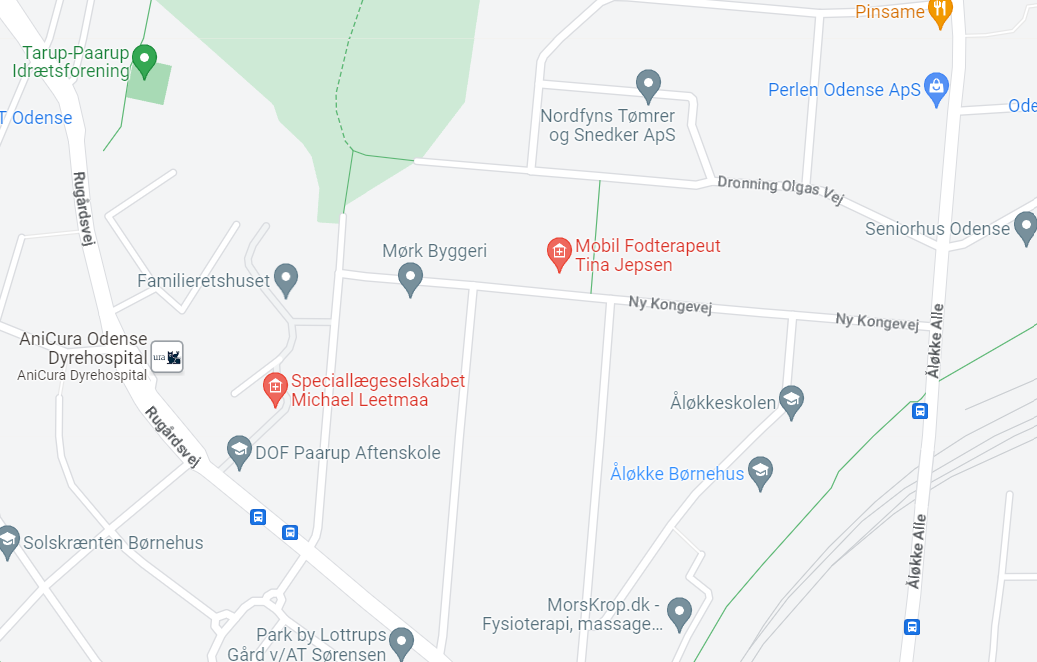 Pinsame
Tarup-Paarup
Idrætsforening
T Odense
Perlen Odense ApS
Ode
Nordfyns Tømrer
og Snedker ApS
Rugårdsvej
Dronning Olgas Vej
Seniorhus Odense
Mobil Fodterapeut
Tina Jepsen
Mørk Byggeri
Familieretshuset
Ny Kongevej
Ny Kongevej
AniCura Odense
Dyrehospital
AniCura Dyrehospital
ura
Åløkke Alle
Speciallægeselskabet
Michael Leetmaa
Åløkkeskolen
Rugårdsvej
DOF Paarup Aftenskole
Åløkke Børnehus
Solskrænten Børnehus
Åløkke Alle
MorsKrop.dk -
Fysioterapi, massage...
Park by Lottrups
Gård v/AT Sørensen